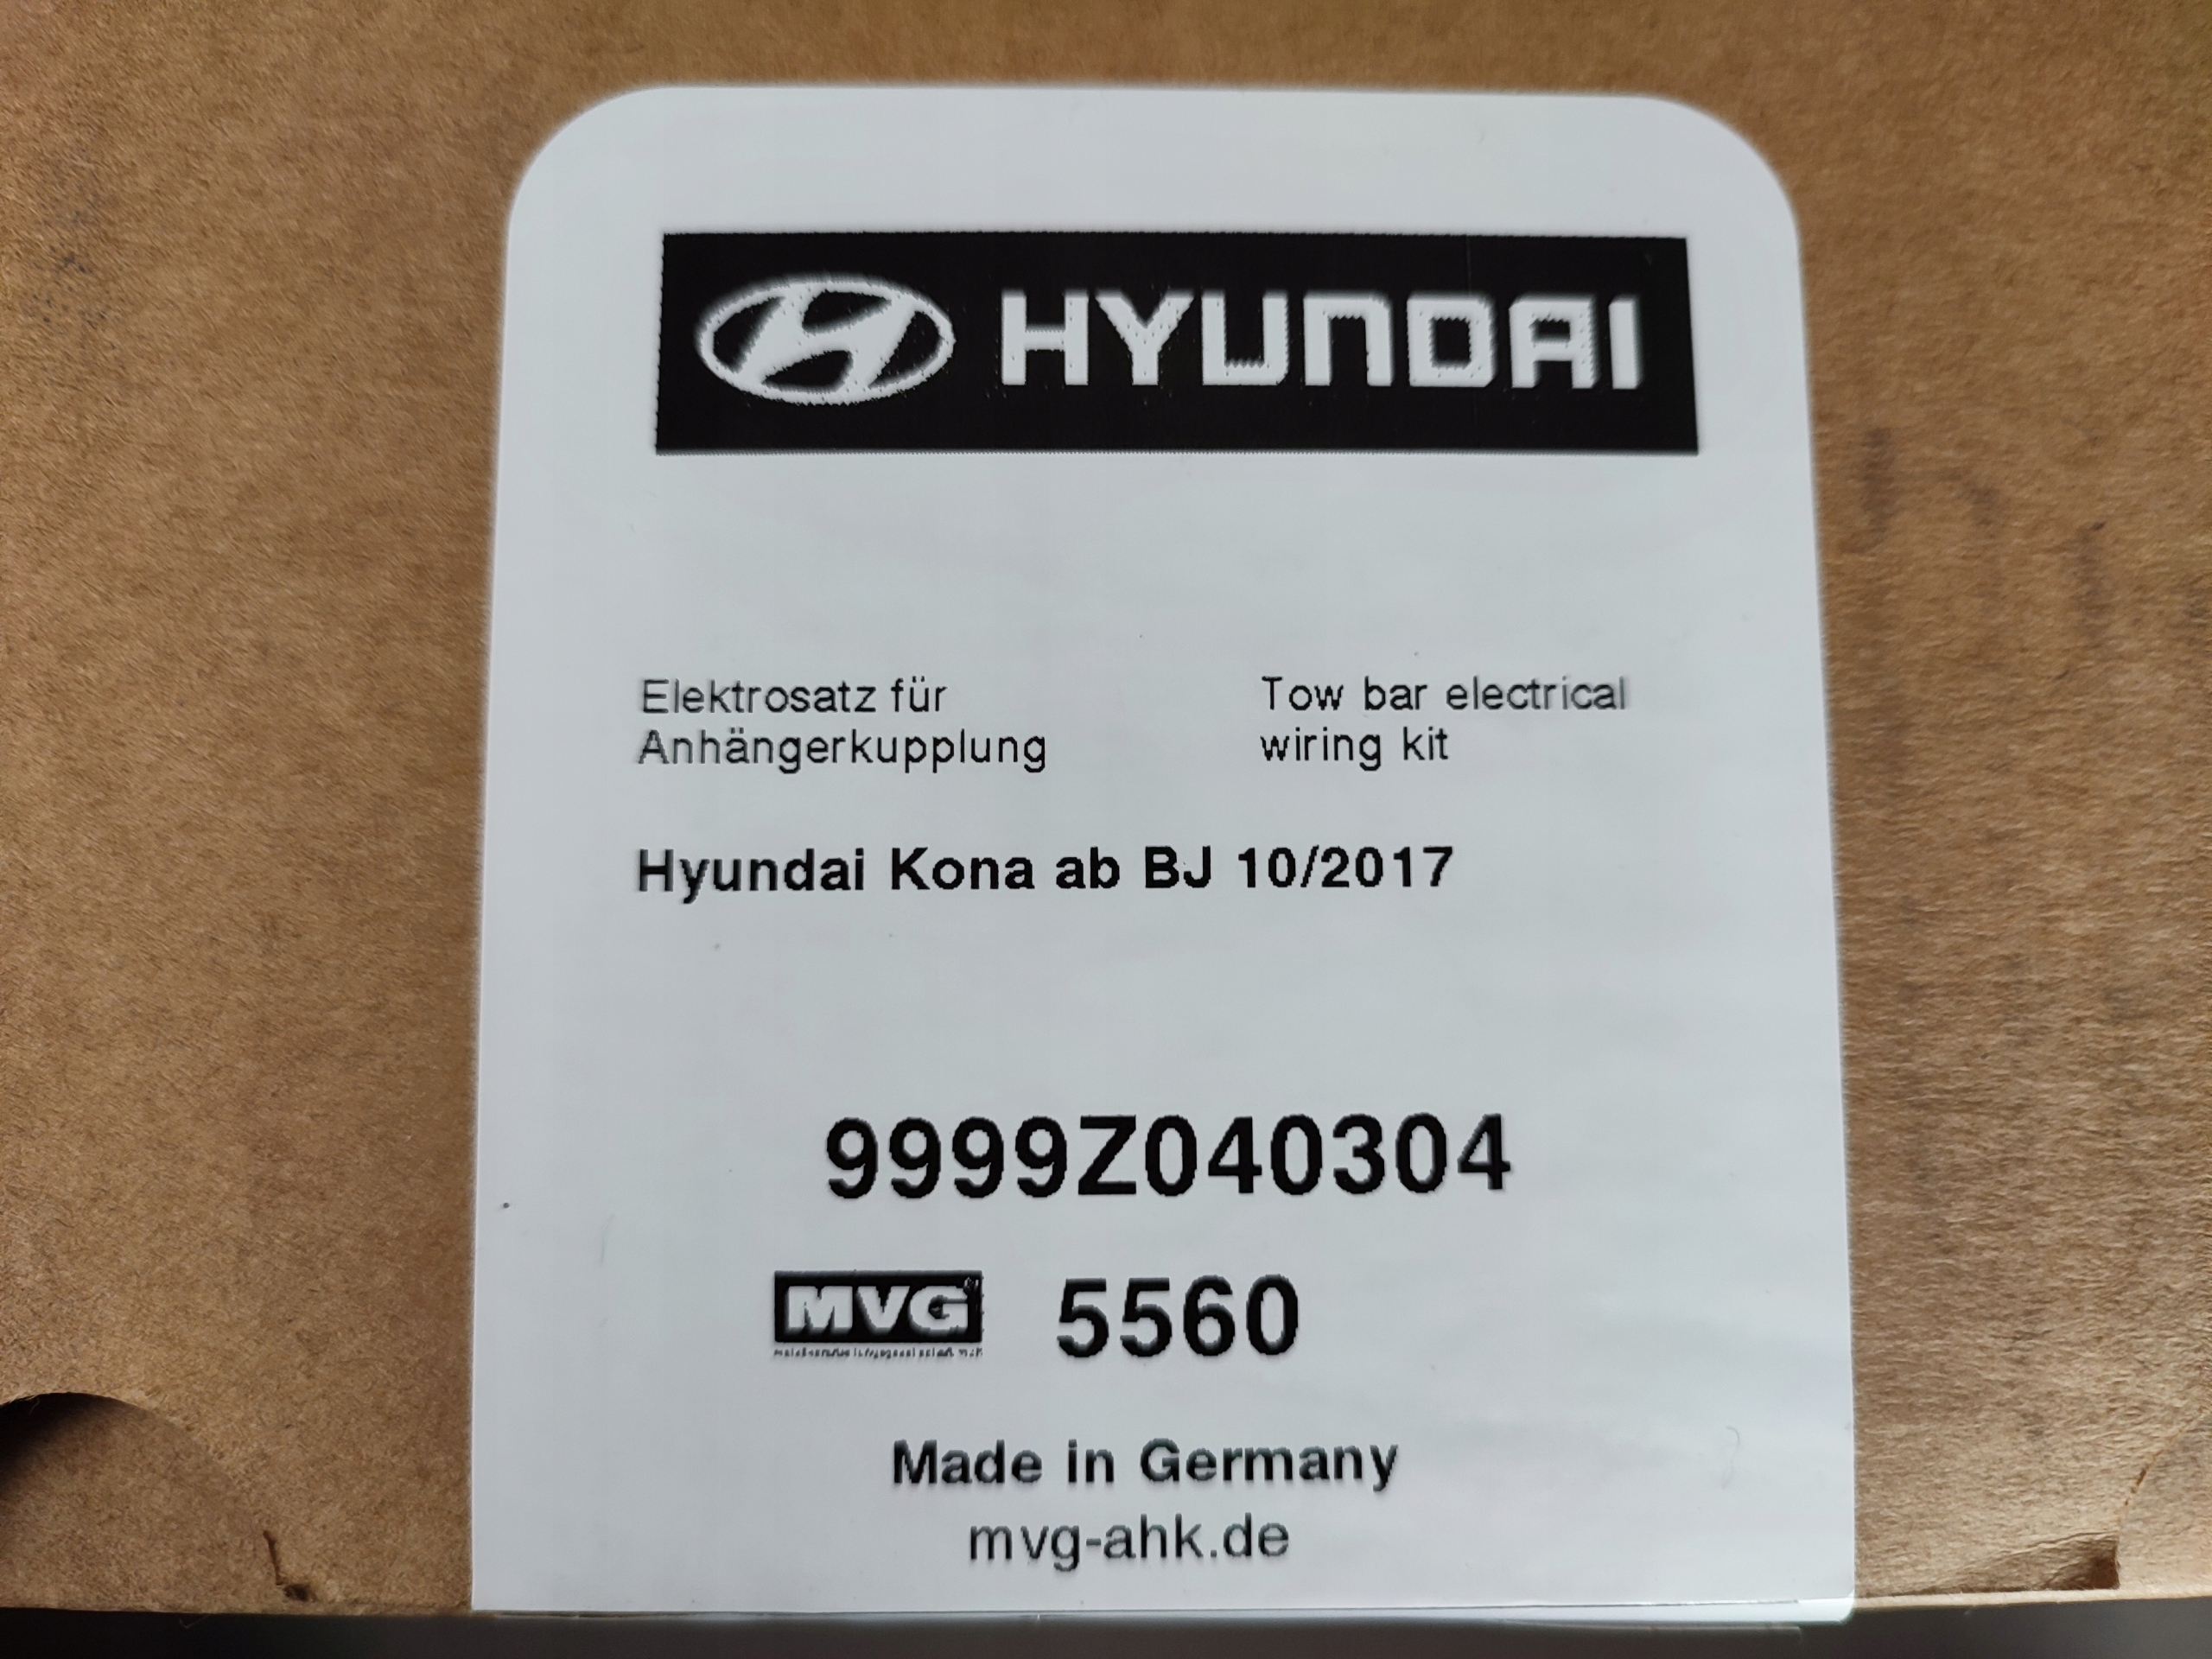 HYUNDAI
Elektrosatz für
Anhängerkupplung
Tow bar electrical
wiring kit
Hyundai Kona ab BJ 10/2017
9999Z040304
MVG 5560
Made in Germany
mvg-ahk.de